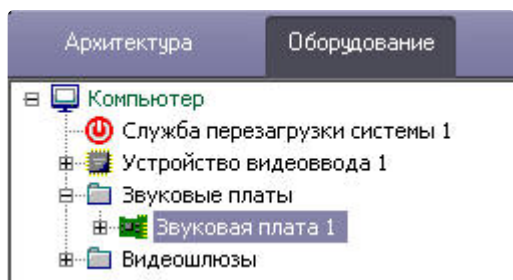 Архитектура Оборудование
Компьютер
Служба перезагрузки системы 1
Устройство видеоввода 1
Звуковые платы
Звуковая плата 1
Видеошлюзы